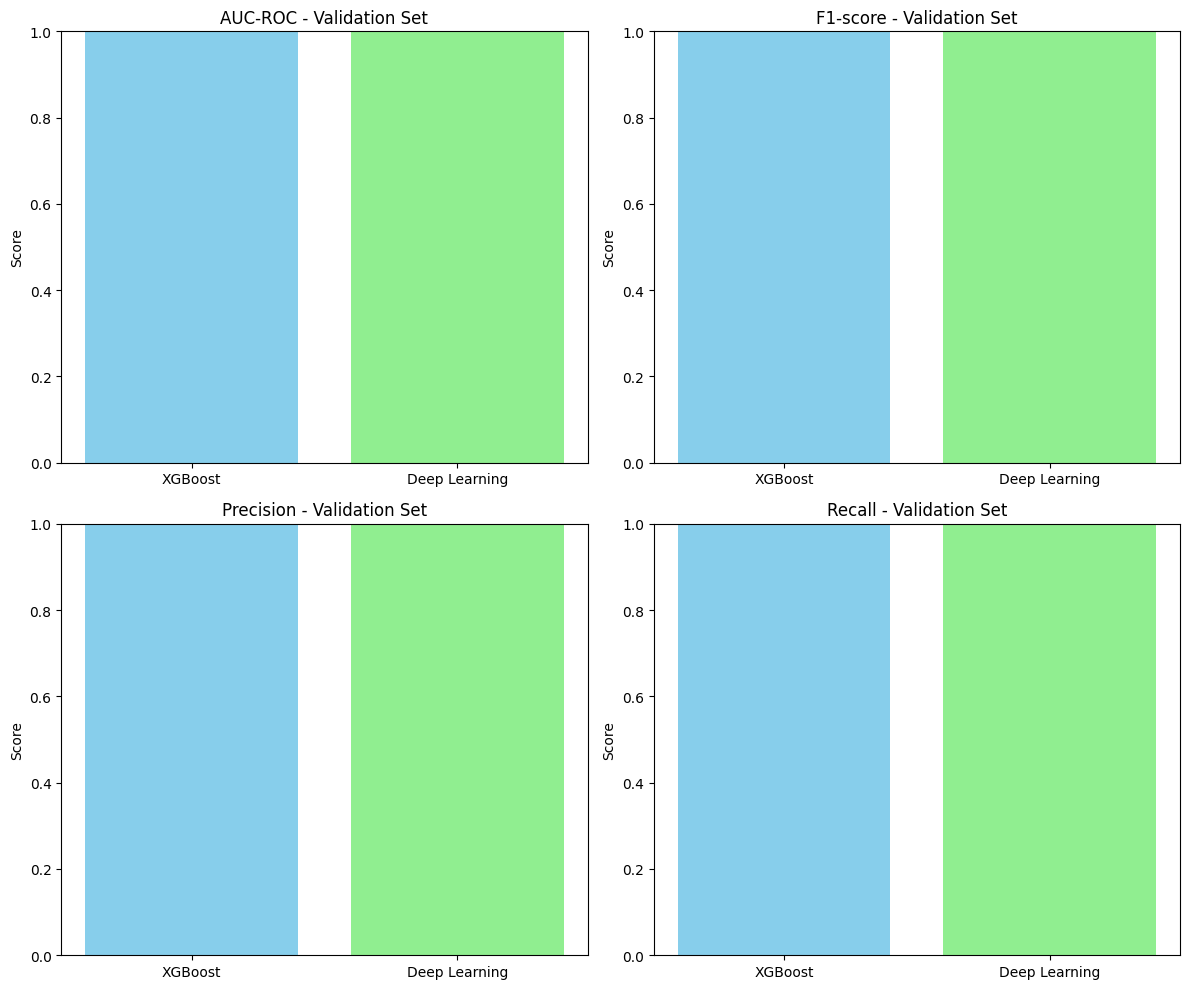 AUC-ROC - Validation Set
1.0
0.8
0.6
0.4
0.2
0.0
Score
XGBoost
Deep Learning
F1-score - Validation Set
1.0
0.8
0.6
0.4
0.2
0.0
Score
XGBoost
Deep Learning
Precision - Validation Set
1.0
0.8
0.6
0.4
0.2
0.0
Score
XGBoost
Deep Learning
Recall - Validation Set
1.0
0.8
0.6
0.4
0.2
0.0
Score
XGBoost
Deep Learning